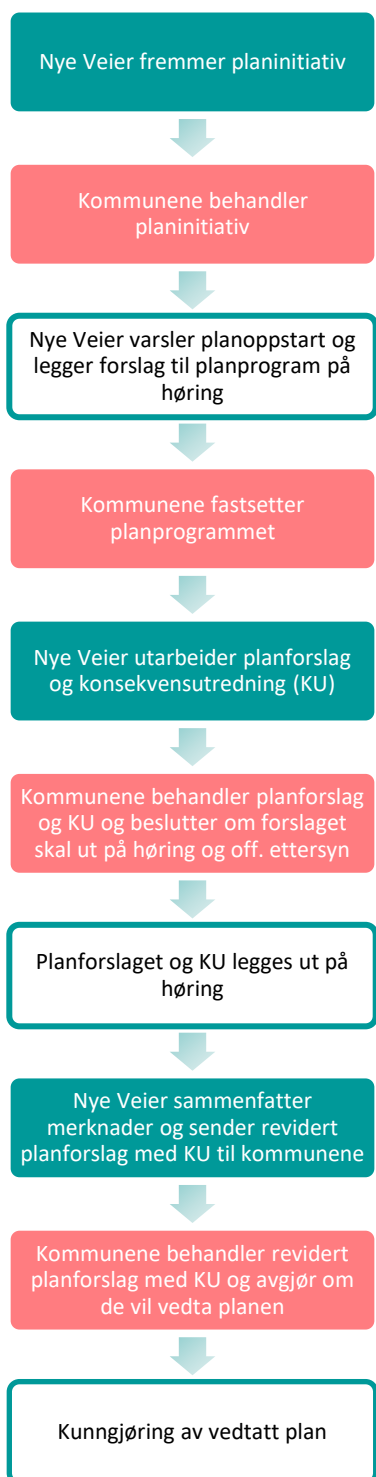 Nye Veier fremmer planinitiativ
Kommunene behandler
planinitiativ
Nye Veier varsler planoppstart og
legger forslag til planprogram på
høring
Kommunene fastsetter
planprogrammet
Nye Veier utarbeider planforslag
og konsekvensutredning (KU)
Kommunene behandler planforslag
og KU og beslutter om forslaget
skal ut på høring og off. ettersyn
Planforslaget og KU legges ut på
høring
Nye Veier sammenfatter
merknader og sender revidert
planforslag med KU til kommunene
Kommunene behandler revidert
planforslag med KU og avgjør om
de vil vedta planen
Kunngjøring av vedtatt plan